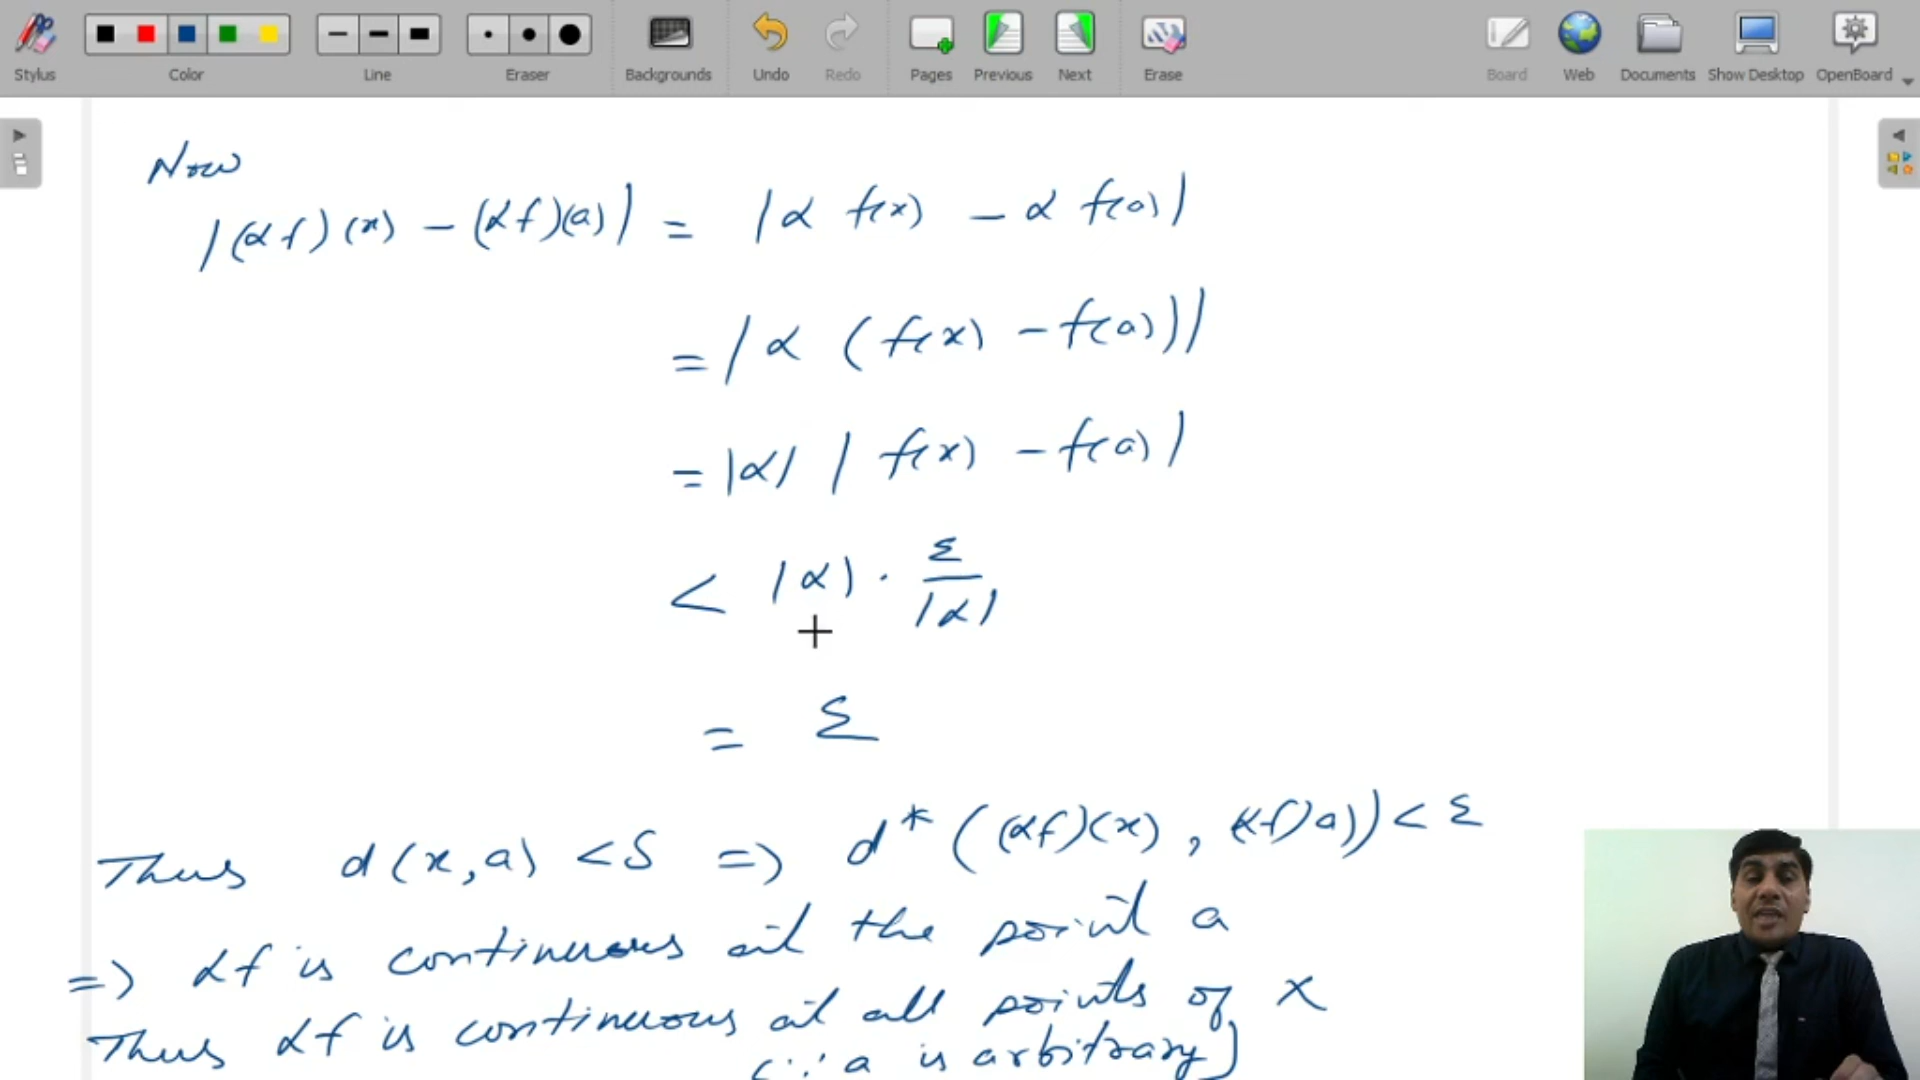 Stylus Color Line Eraser Backgrounds Undo Redo Pages Previous Next Erase Board Web Documents Show Desktop OpenBoard
Now
|(αf)(x) - (αf)(a)| = |α f(x) - α f(a)|
= |α (f(x) - f(a))|
= |α| |f(x) - f(a)|
< |α| · ε/|α|
= ε
Thus d(x,a) < δ => d*((αf)(x), (αf)(a)) < ε
=> αf is continuous at the point a
Thus αf is continuous at all points of X
(∵ a is arbitrary)